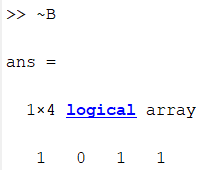 >> ~B
ans =
1×4 logical array
1 0 1 1